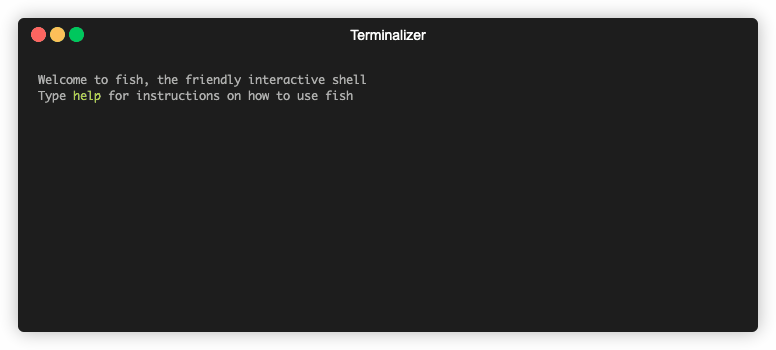 Terminalizer
Welcome to fish, the friendly interactive shell
Type help for instructions on how to use fish